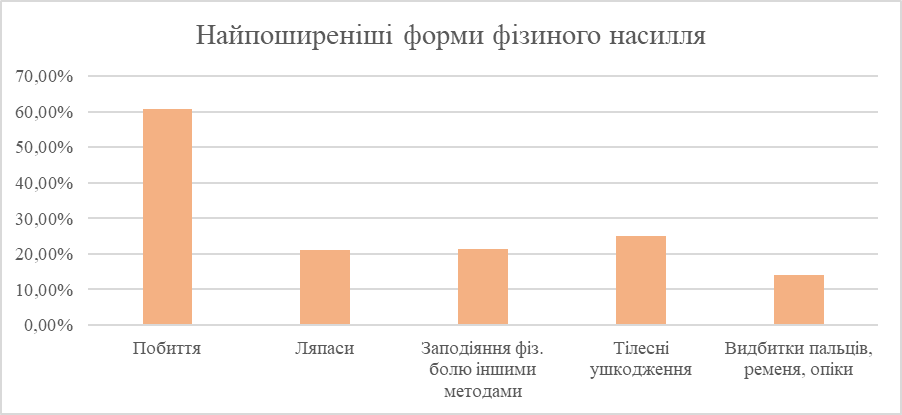 Найпоширеніші форми фізиного насилля
70,00%
60,00%
50,00%
40,00%
30,00%
20,00%
10,00%
0,00%
Побиття
Ляпаси
Заподіяння фіз.
болю іншими
методами
Тілесні
ушкодження
Видбитки пальців,
ременя, опіки